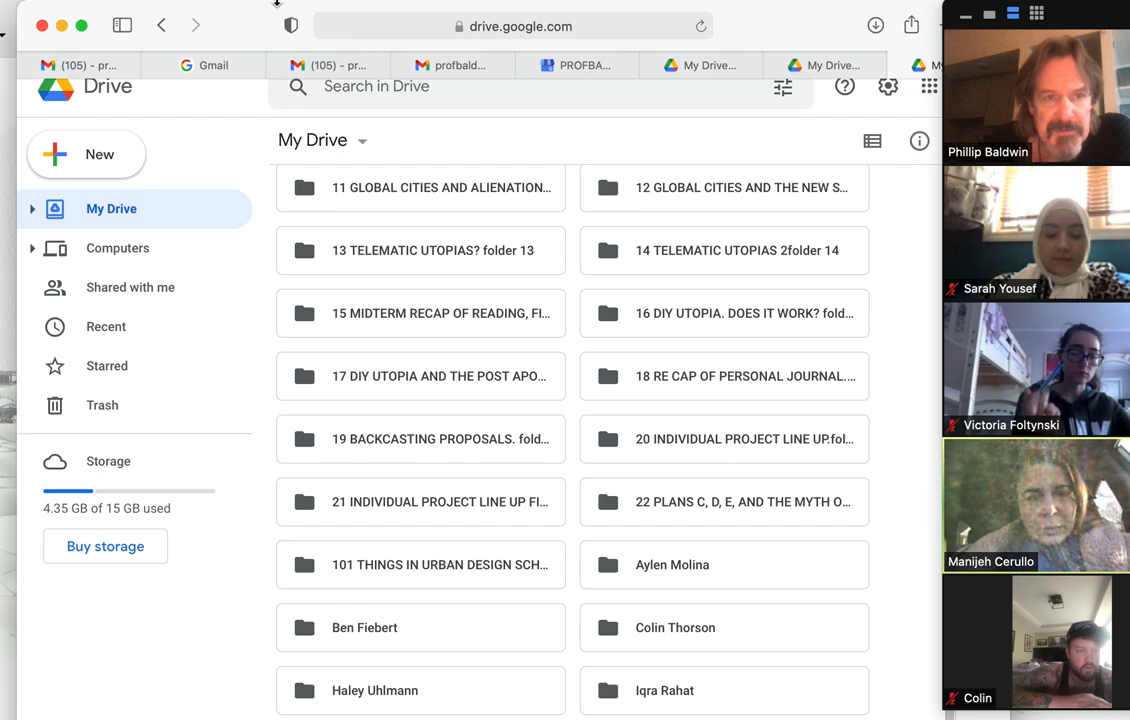 drive.google.com
(105) - pr...
Gmail
(105) - pr...
profbald...
PROFBA...
My Drive...
My Drive...
My
Drive
Search in Drive
New
My Drive
My Drive
Computers
Shared with me
Recent
Starred
Trash
Storage
4.35 GB of 15 GB used
Buy storage
11 GLOBAL CITIES AND ALIENATION...
12 GLOBAL CITIES AND THE NEW S...
13 TELEMATIC UTOPIAS? folder 13
14 TELEMATIC UTOPIAS 2folder 14
15 MIDTERM RECAP OF READING, FI...
16 DIY UTOPIA. DOES IT WORK? fold...
17 DIY UTOPIA AND THE POST APO...
18 RE CAP OF PERSONAL JOURNAL....
19 BACKCASTING PROPOSALS. fold...
20 INDIVIDUAL PROJECT LINE UP.fol...
21 INDIVIDUAL PROJECT LINE UP FI...
22 PLANS C, D, E, AND THE MYTH O...
101 THINGS IN URBAN DESIGN SCH...
Aylen Molina
Ben Fiebert
Colin Thorson
Haley Uhlmann
Iqra Rahat
Phillip Baldwin
Sarah Yousef
Victoria Foltynski
Manijeh Cerullo
Colin